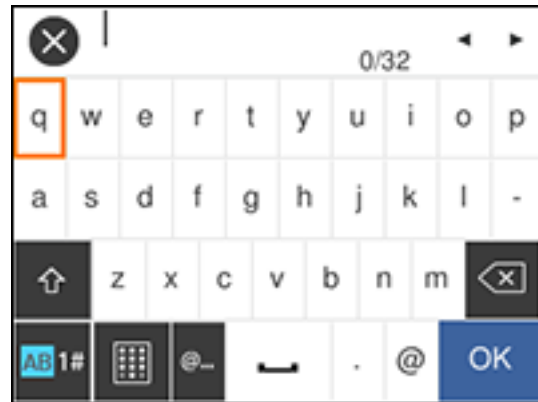 0/32
q w e r t y u i o p
a s d f g h j k l -
z x c v b n m
AB 1# @... . @ OK